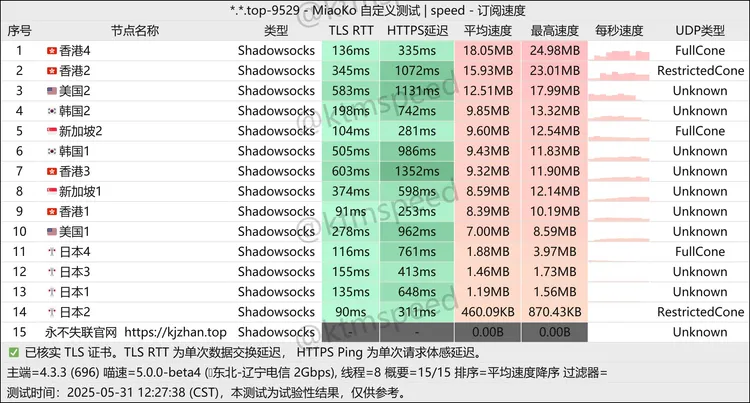 *.*.top-9529 - MiaoKo 自定义测试 | speed - 订阅速度
序号 节点名称 类型 TLS RTT HTTPS延迟 平均速度 最高速度 每秒速度 UDP类型
1 香港4 Shadowsocks 136ms 335ms 18.05MB 24.98MB FullCone
2 香港2 Shadowsocks 345ms 1072ms 15.93MB 23.01MB RestrictedCone
3 美国2 Shadowsocks 583ms 1131ms 12.51MB 17.99MB Unknown
4 韩国2 Shadowsocks 198ms 742ms 9.85MB 13.32MB Unknown
5 新加坡2 Shadowsocks 104ms 281ms 9.60MB 12.54MB FullCone
6 韩国1 Shadowsocks 505ms 986ms 9.43MB 11.83MB Unknown
7 香港3 Shadowsocks 603ms 1352ms 9.32MB 11.90MB Unknown
8 新加坡1 Shadowsocks 374ms 598ms 8.59MB 12.14MB Unknown
9 香港1 Shadowsocks 91ms 253ms 8.39MB 10.19MB Unknown
10 美国1 Shadowsocks 278ms 962ms 7.00MB 8.59MB Unknown
11 日本4 Shadowsocks 116ms 761ms 1.88MB 3.97MB FullCone
12 日本3 Shadowsocks 155ms 413ms 1.46MB 1.73MB Unknown
13 日本1 Shadowsocks 135ms 648ms 1.19MB 1.56MB Unknown
14 日本2 Shadowsocks 90ms 311ms 460.09KB 870.43KB RestrictedCone
15 永不失联官网 https://kjzhan.top Shadowsocks - - 0.00B 0.00B Unknown
已核实 TLS 证书。TLS RTT 为单次数据交换延迟， HTTPS Ping 为单次请求体感延迟。
主端=4.3.3 (696) 喵速=5.0.0-beta4 (东北-辽宁电信 2Gbps), 线程=8 概要=15/15 排序=平均速度降序 过滤器=
测试时间：2025-05-31 12:27:38 (CST)，本测试为试验性结果，仅供参考。
@ktmspeed
@ktmspeed
@ktmspeed